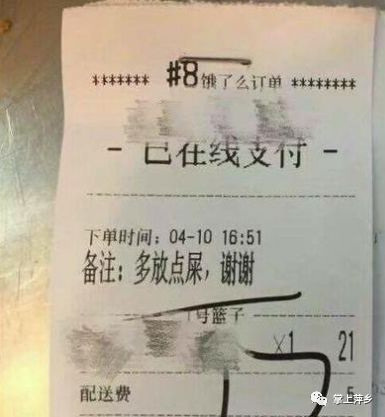 ******* #8 饿了么订单 ********
- 已在线支付 -
下单时间：04-10 16:51
备注：多放点屎，谢谢
1号篮子
x1 21
配送费 5
掌上萍乡